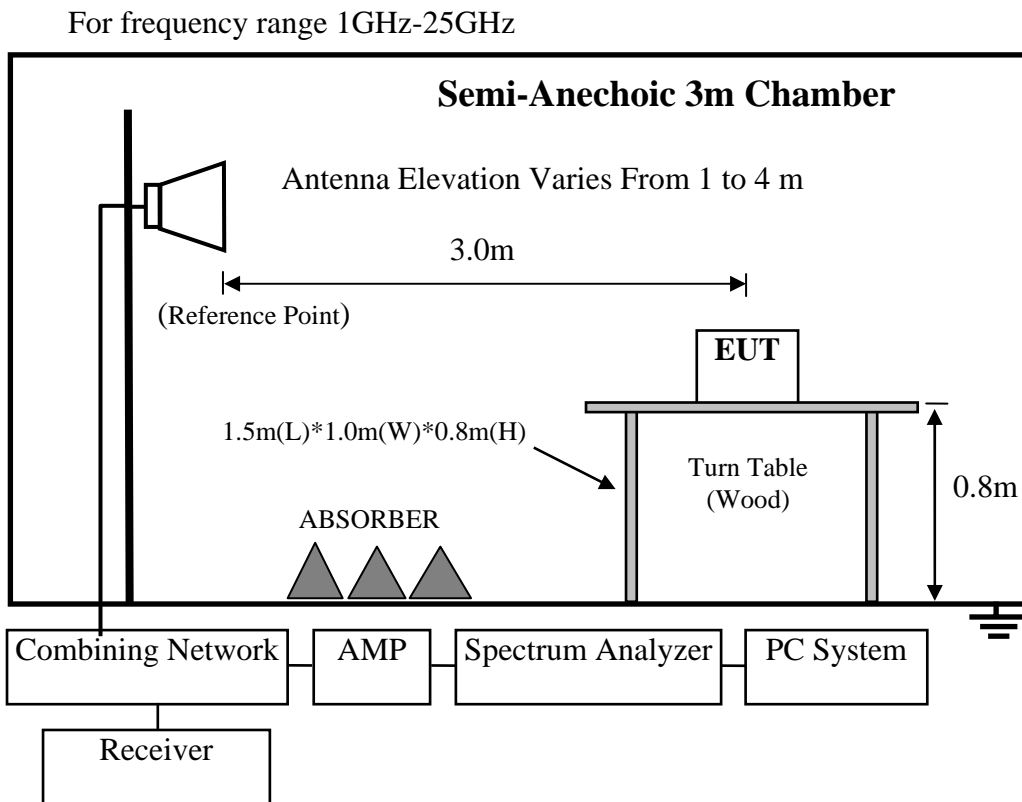 For frequency range 1GHz-25GHz
Semi-Anechoic 3m Chamber
Antenna Elevation Varies From 1 to 4 m
3.0m
(Reference Point)
EUT
1.5m(L)*1.0m(W)*0.8m(H)
Turn Table
(Wood)
0.8m
ABSORBER
Combining Network
AMP
Spectrum Analyzer
PC System
Receiver